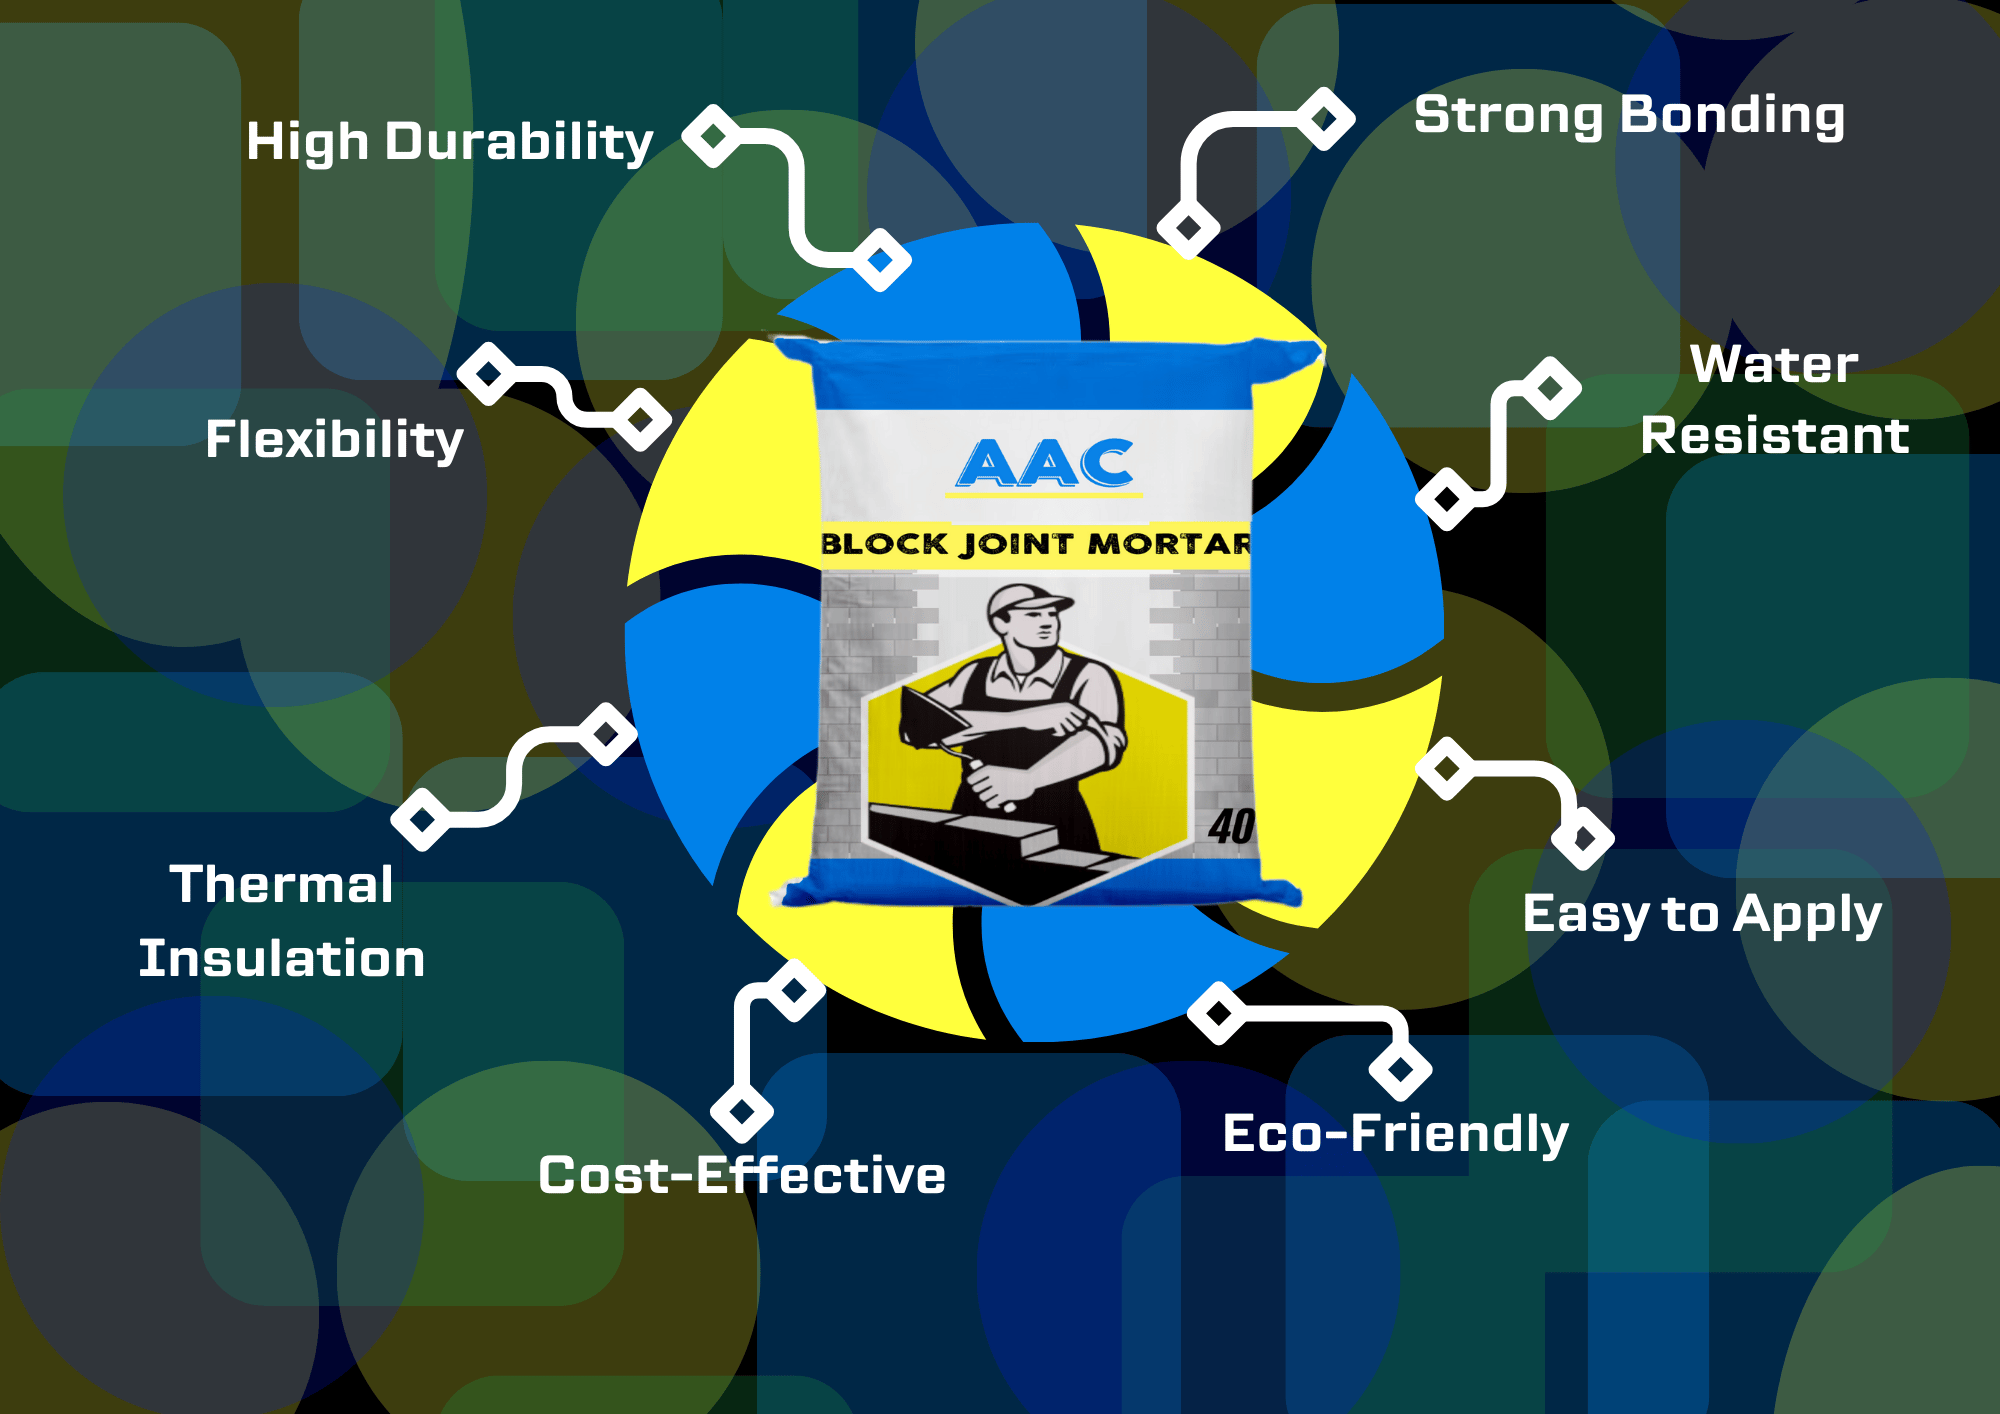 High Durability
Strong Bonding
Flexibility
Water
Resistant
AAC
BLOCK JOINT MORTAR
40
Thermal
Insulation
Easy to Apply
Cost-Effective
Eco-Friendly